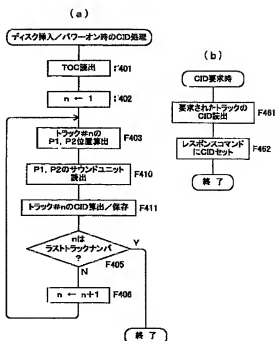 (a)
ディスク挿入/パワーオン時のCID処理
TOC読出
F401
n ← 1
F402
トラック#nの
P1, P2位置算出
F403
P1, P2のサウンドユニット
読出
F410
トラック#nのCID算出/保存
F411
nは
ラストトラックナンバ
?
F405
Y
N
n ← n+1
F406
終了
(b)
CID要求時
要求されたトラックの
CID読出
F461
レスポンスコマンド
にCIDセット
F462
終了